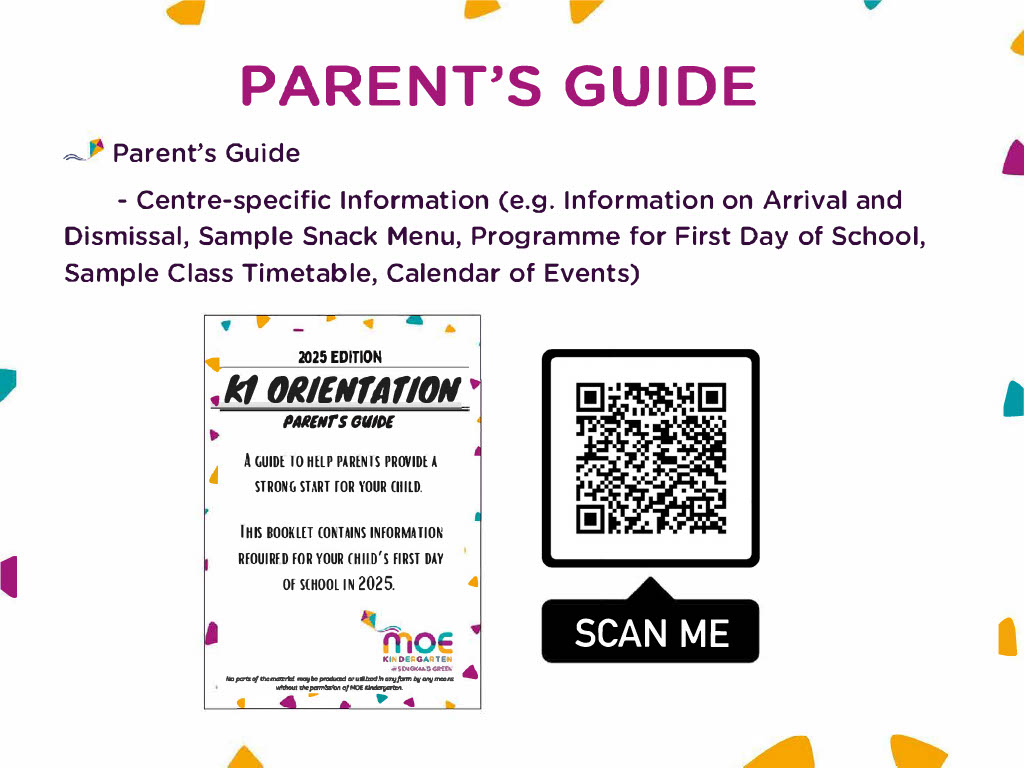 PARENT'S GUIDE
Parent's Guide
- Centre-specific Information (e.g. Information on Arrival and
Dismissal, Sample Snack Menu, Programme for First Day of School,
Sample Class Timetable, Calendar of Events)
2025 EDITION
K1 ORIENTATION
PARENT'S GUIDE
A GUIDE TO HELP PARENTS PROVIDE A
STRONG START FOR YOUR CHILD.
THIS BOOKLET CONTAINS INFORMATION
REQUIRED FOR YOUR CHILD'S FIRST DAY
OF SCHOOL IN 2025.
MOE
KINDERGARTEN
@ SENGKANG GREEN
No parts of the material may be produced or utilized in any form by any means
without the permission of MOE Kindergarten.
SCAN ME